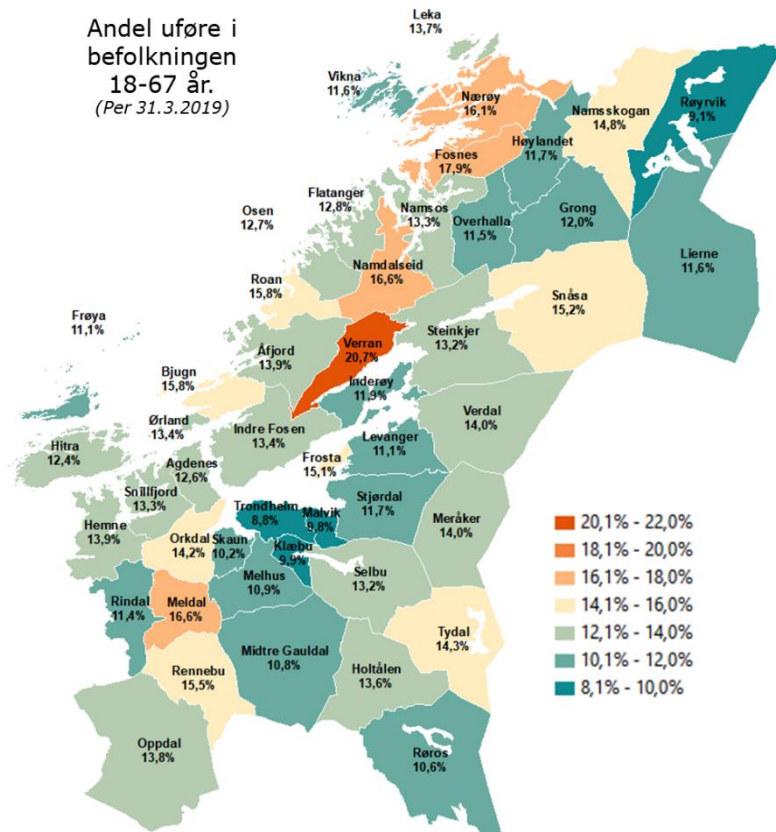 Andel uføre i
befolkningen
18-67 år.
(Per 31.3.2019)
Leka
13,7%
Vikna
11,6%
Nærøy
16,1%
Namsskogan
14,8%
Røyrvik
9,1%
Høylandet
11,7%
Fosnes
17,9%
Flatanger
12,8%
Namsos
13,3%
Overhalla
11,5%
Grong
12,0%
Lierne
11,6%
Osen
12,7%
Namdalseid
16,6%
Roan
15,8%
Snåsa
15,2%
Frøya
11,1%
Steinkjer
13,2%
Verran
20,7%
Åfjord
13,9%
Bjugn
15,8%
Inderøy
11,9%
Verdal
14,0%
Ørland
13,4%
Indre Fosen
13,4%
Levanger
11,1%
Hitra
12,4%
Agdenes
12,6%
Frosta
15,1%
Snillfjord
13,3%
Stjørdal
11,7%
Trondheim
8,8%
Malvik
9,8%
Meråker
14,0%
Hemne
13,9%
Orkdal
14,2%
Skaun
10,2%
Klæbu
9,9%
Selbu
13,2%
Melhus
10,9%
Rindal
11,4%
Meldal
16,6%
Tydal
14,3%
Midtre Gauldal
10,8%
Holtålen
13,6%
Rennebu
15,5%
Oppdal
13,8%
Røros
10,6%
20,1% - 22,0%
18,1% - 20,0%
16,1% - 18,0%
14,1% - 16,0%
12,1% - 14,0%
10,1% - 12,0%
8,1% - 10,0%